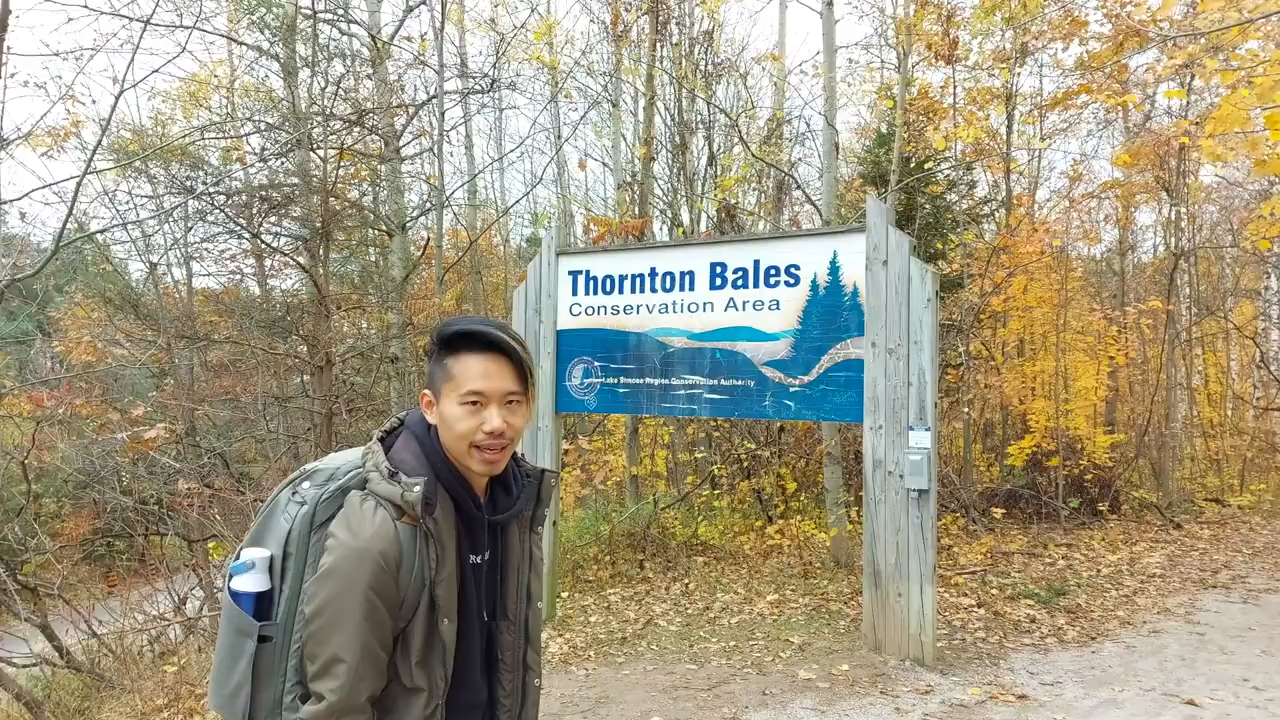 Thornton Bales
Conservation Area
Lake Simcoe Region Conservation Authority